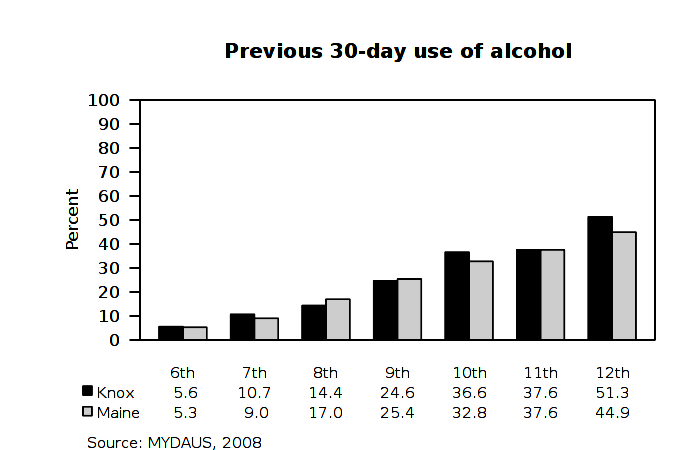 Previous 30-day use of alcohol
100
90
80
70
60
50
40
30
20
10
0
Percent
6th 7th 8th 9th 10th 11th 12th
Knox 5.6 10.7 14.4 24.6 36.6 37.6 51.3
Maine 5.3 9.0 17.0 25.4 32.8 37.6 44.9
Source: MYDAUS, 2008